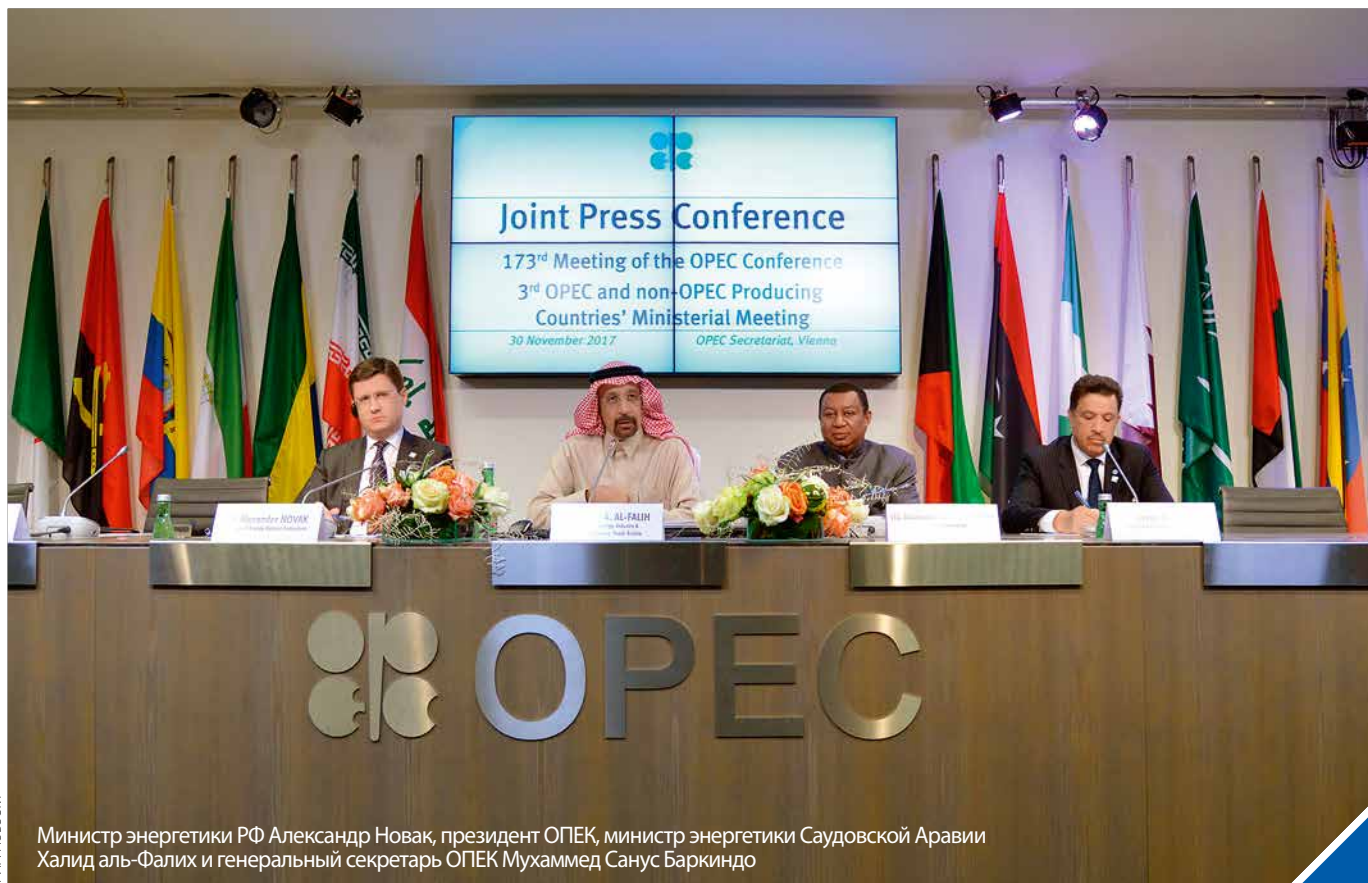 Joint Press Conference
173rd Meeting of the OPEC Conference
3rd OPEC and non-OPEC Producing
Countries' Ministerial Meeting
30 November 2017 OPEC Secretariat, Vienna
Alexander NOVAK
AL-FALIH
OPEC
Министр энергетики РФ Александр Новак, президент ОПЕК, министр энергетики Саудовской Аравии
Халид аль-Фалих и генеральный секретарь ОПЕК Мухаммед Санус Баркиндо